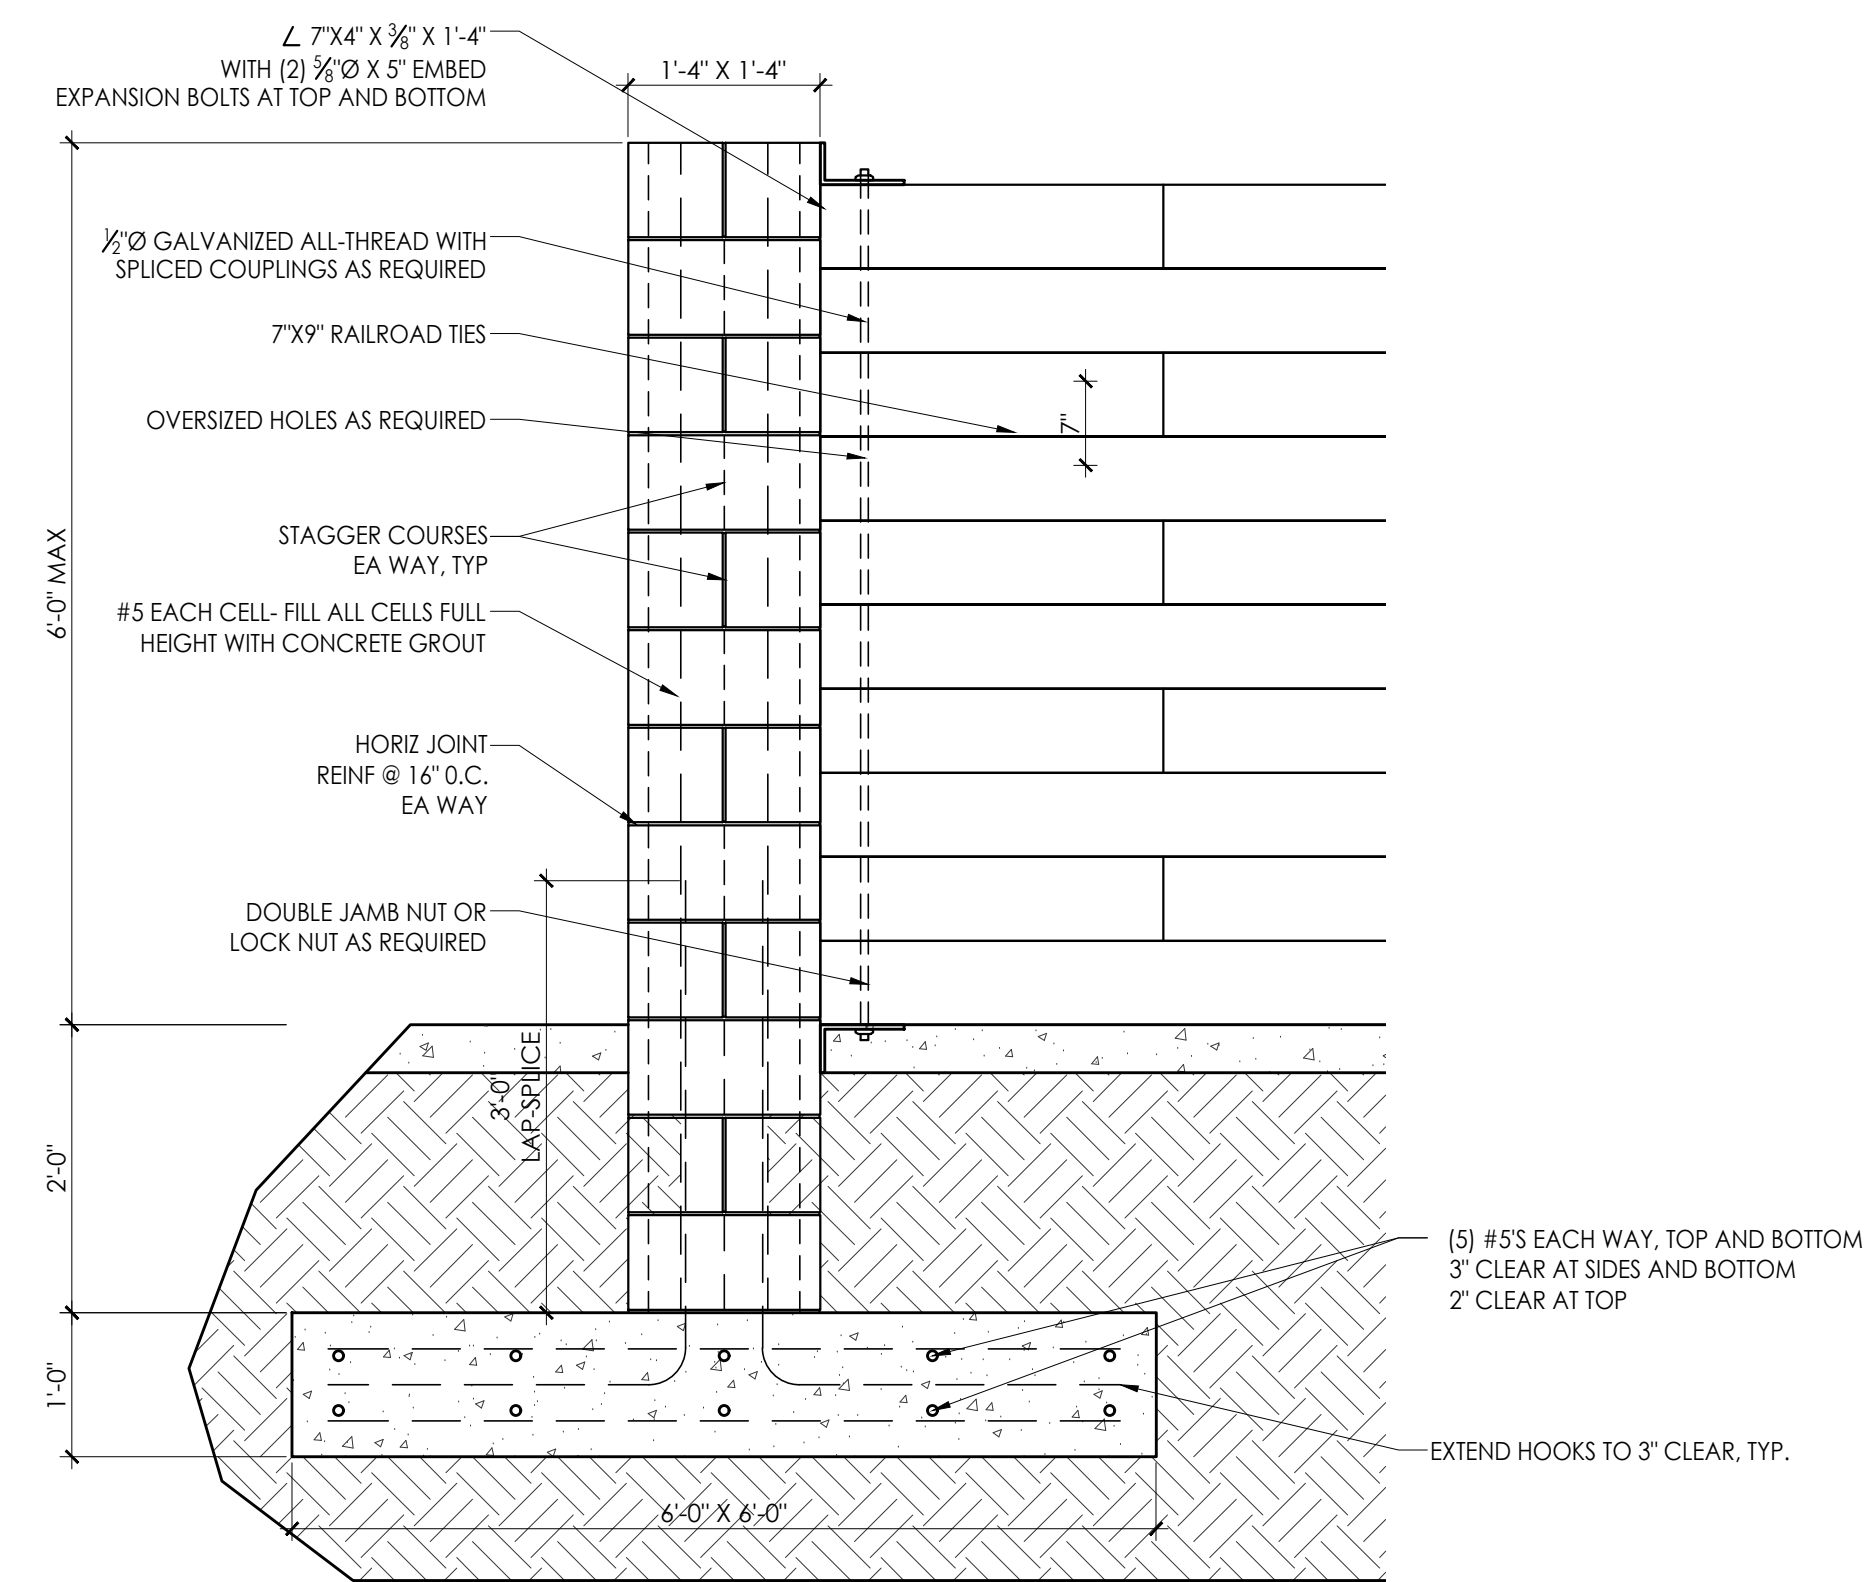 ∠ 7"X4" X 3/8" X 1'-4"
WITH (2) 5/8"Ø X 5" EMBED
EXPANSION BOLTS AT TOP AND BOTTOM
1'-4" X 1'-4"
1/2"Ø GALVANIZED ALL-THREAD WITH
SPLICED COUPLINGS AS REQUIRED
7"X9" RAILROAD TIES
OVERSIZED HOLES AS REQUIRED
7"
STAGGER COURSES
EA WAY, TYP
6'-0" MAX
#5 EACH CELL- FILL ALL CELLS FULL
HEIGHT WITH CONCRETE GROUT
HORIZ JOINT
REINF @ 16" 0.C.
EA WAY
DOUBLE JAMB NUT OR
LOCK NUT AS REQUIRED
3'-0"
LAP-SPLICE
2'-0"
(5) #5'S EACH WAY, TOP AND BOTTOM
3" CLEAR AT SIDES AND BOTTOM
2" CLEAR AT TOP
1'-0"
EXTEND HOOKS TO 3" CLEAR, TYP.
6'-0" X 6'-0"